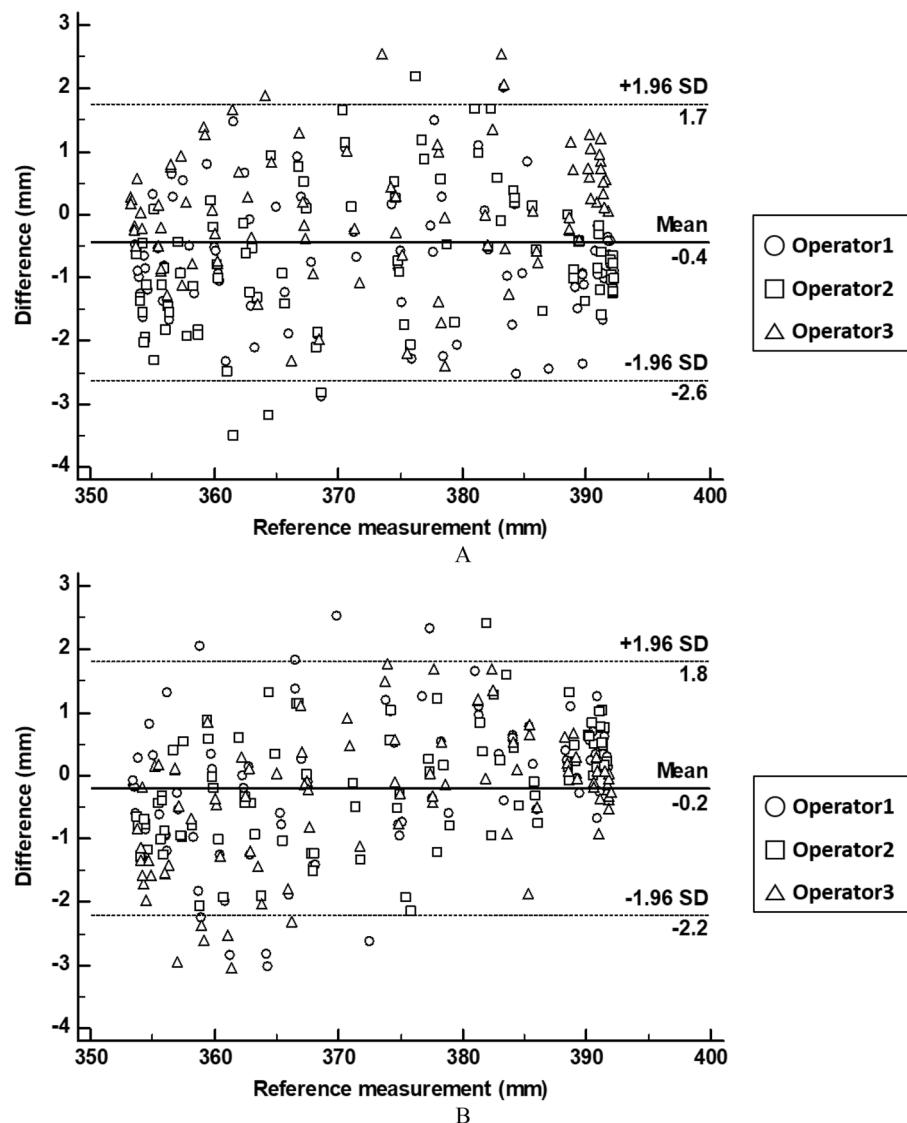 3
2
1
0
-1
-2
-3
-4
Difference (mm)
+1.96 SD
1.7
Mean
-0.4
-1.96 SD
-2.6
350 360 370 380 390 400
Reference measurement (mm)
Operator1
Operator2
Operator3
A
3
2
1
0
-1
-2
-3
-4
Difference (mm)
+1.96 SD
1.8
Mean
-0.2
-1.96 SD
-2.2
350 360 370 380 390 400
Reference measurement (mm)
Operator1
Operator2
Operator3
B